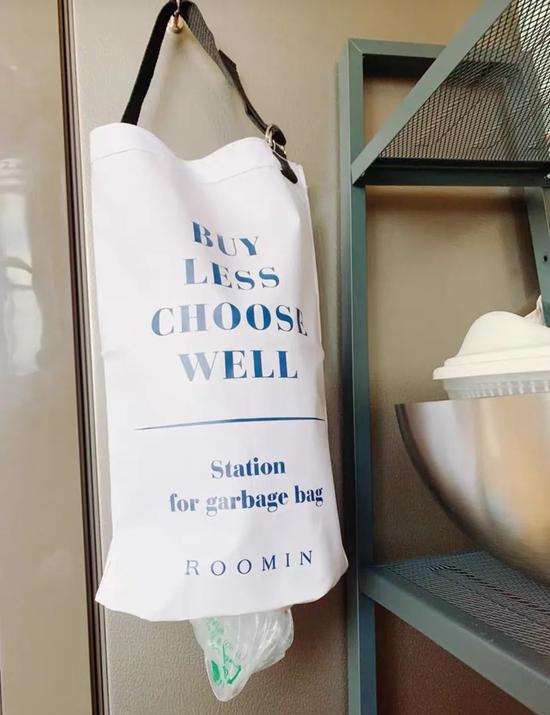 BUY
LESS
CHOOSE
WELL
Station
for garbage bag
ROOMIN